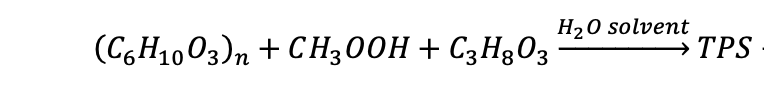 (C₆H₁₀O₃)ₙ + CH₃OOH + C₃H₈O₃ —H₂O solvent→ TPS